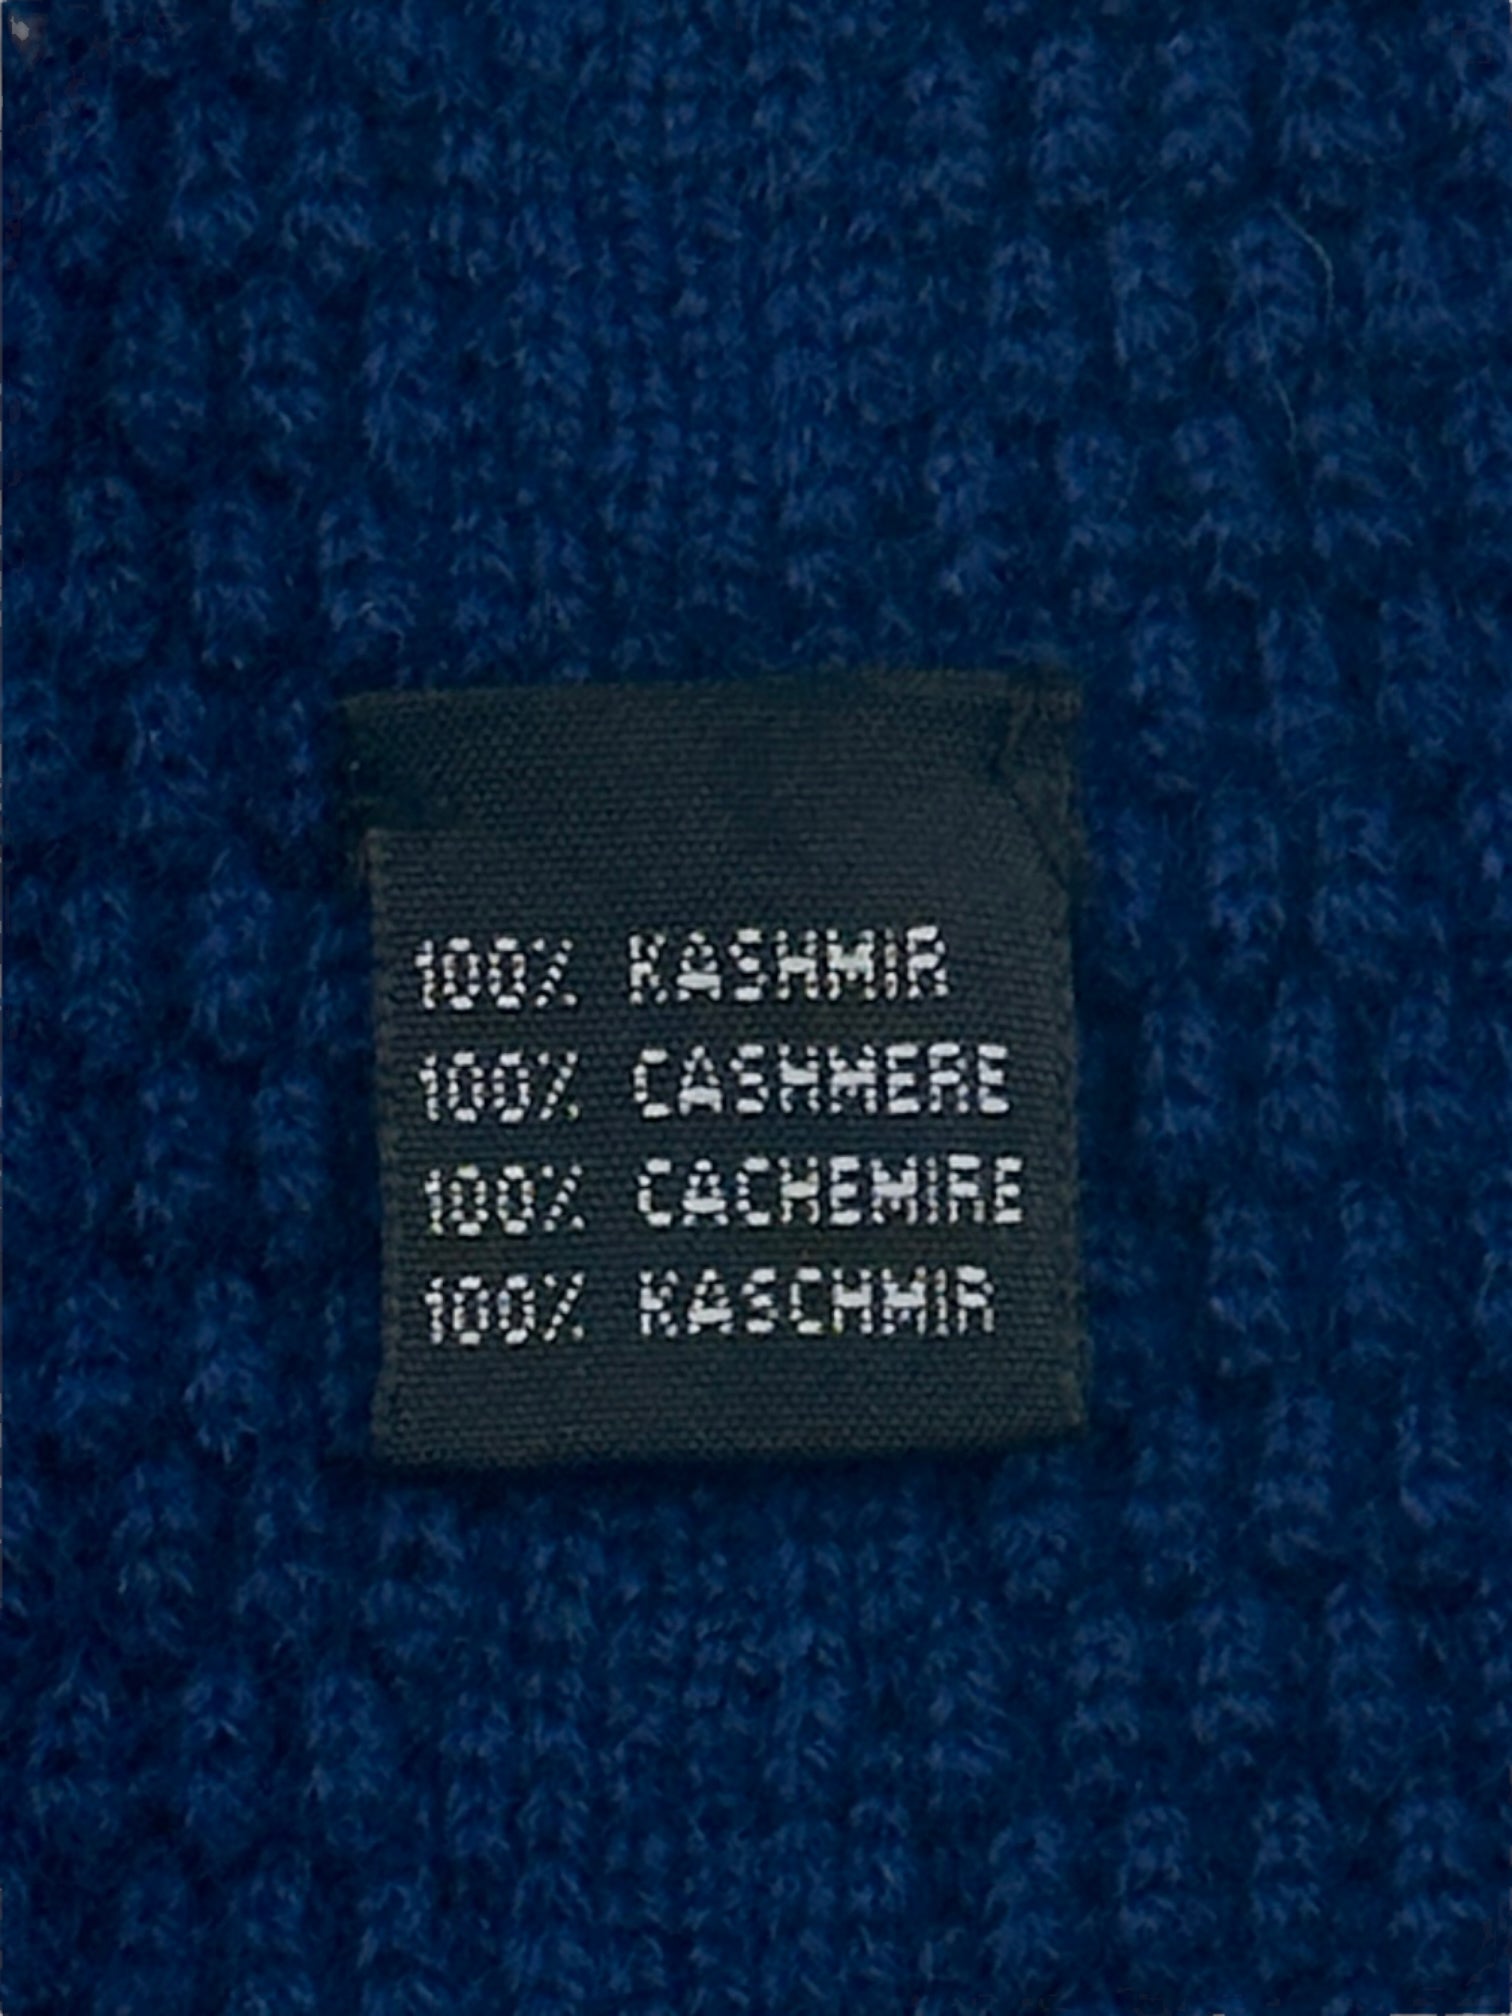 100% KASHMIR
100% CASHMERE
100% CACHEMIRE
100% KASCHMIR